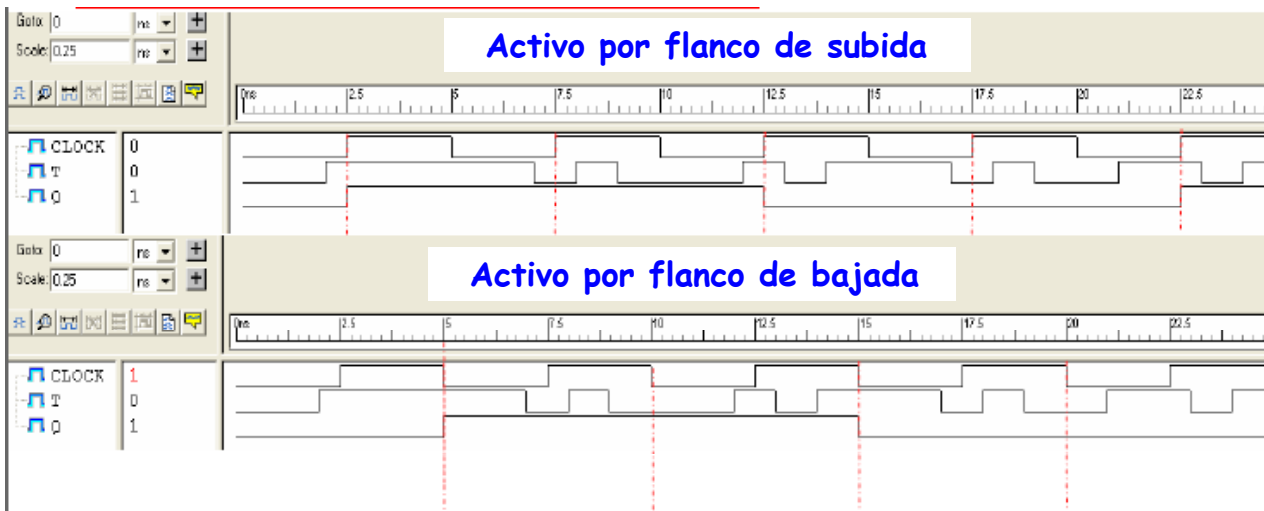 Goto: 0 ns
Scale: 0.25 ns
Activo por flanco de subida
0ns 2.5 5 7.5 10 12.5 15 17.5 20 22.5
CLOCK 0
T 0
Q 1
Goto: 0 ns
Scale: 0.25 ns
Activo por flanco de bajada
0ns 2.5 5 7.5 10 12.5 15 17.5 20 22.5
CLOCK 1
T 0
Q 1